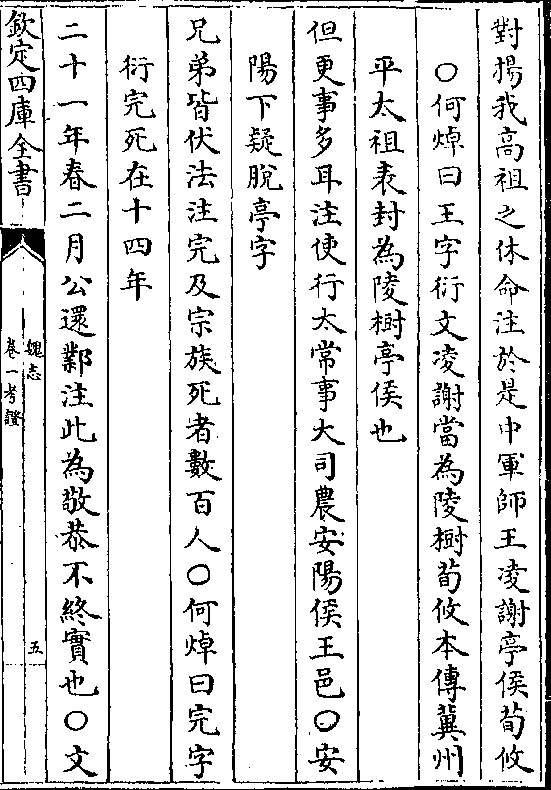 對揚我高祖之休命注於是中軍師王凌謝亭侯荀攸
〇何焯曰王字衍文凌謝當為陵樹荀攸本傳冀州
平太祖表封為陵樹亭侯也
但更事多耳注使行太常事大司農安陽侯王邑〇安
陽下疑脫亭字
兄弟皆伏法注完及宗族死者數百人〇何焯曰完字
衍完死在十四年
二十一年春二月公還鄴注此為敬恭不終實也〇文
欽定四庫全書
魏志
卷一考證
五